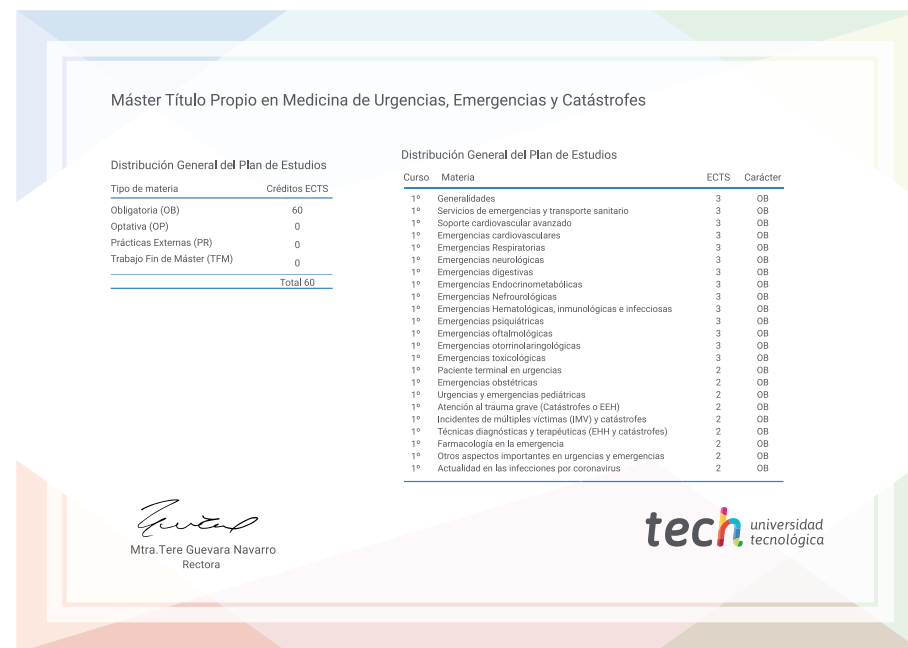 Máster Título Propio en Medicina de Urgencias, Emergencias y Catástrofes
Distribución General del Plan de Estudios
Tipo de materia Créditos ECTS
Obligatoria (OB) 60
Optativa (OP) 0
Prácticas Externas (PR) 0
Trabajo Fin de Máster (TFM) 0
Total 60
Distribución General del Plan de Estudios
Curso Materia ECTS Carácter
1º Generalidades 3 OB
1º Servicios de emergencias y transporte sanitario 3 OB
1º Soporte cardiovascular avanzado 3 OB
1º Emergencias cardiovasculares 3 OB
1º Emergencias Respiratorias 3 OB
1º Emergencias neurológicas 3 OB
1º Emergencias digestivas 3 OB
1º Emergencias Endocrinometabólicas 3 OB
1º Emergencias Nefrourológicas 3 OB
1º Emergencias Hematológicas, inmunológicas e infecciosas 3 OB
1º Emergencias psiquiátricas 3 OB
1º Emergencias oftalmológicas 3 OB
1º Emergencias otorrinolaringológicas 3 OB
1º Emergencias toxicológicas 3 OB
1º Paciente terminal en urgencias 2 OB
1º Emergencias obstétricas 2 OB
1º Urgencias y emergencias pediátricas 2 OB
1º Atención al trauma grave (Catástrofes o EEH) 2 OB
1º Incidentes de múltiples víctimas (IMV) y catástrofes 2 OB
1º Técnicas diagnósticas y terapéuticas (EHH y catástrofes) 2 OB
1º Farmacología en la emergencia 2 OB
1º Otros aspectos importantes en urgencias y emergencias 2 OB
1º Actualidad en las infecciones por coronavirus 2 OB
Mtra.Tere Guevara Navarro
Rectora
tech universidad
tecnológica